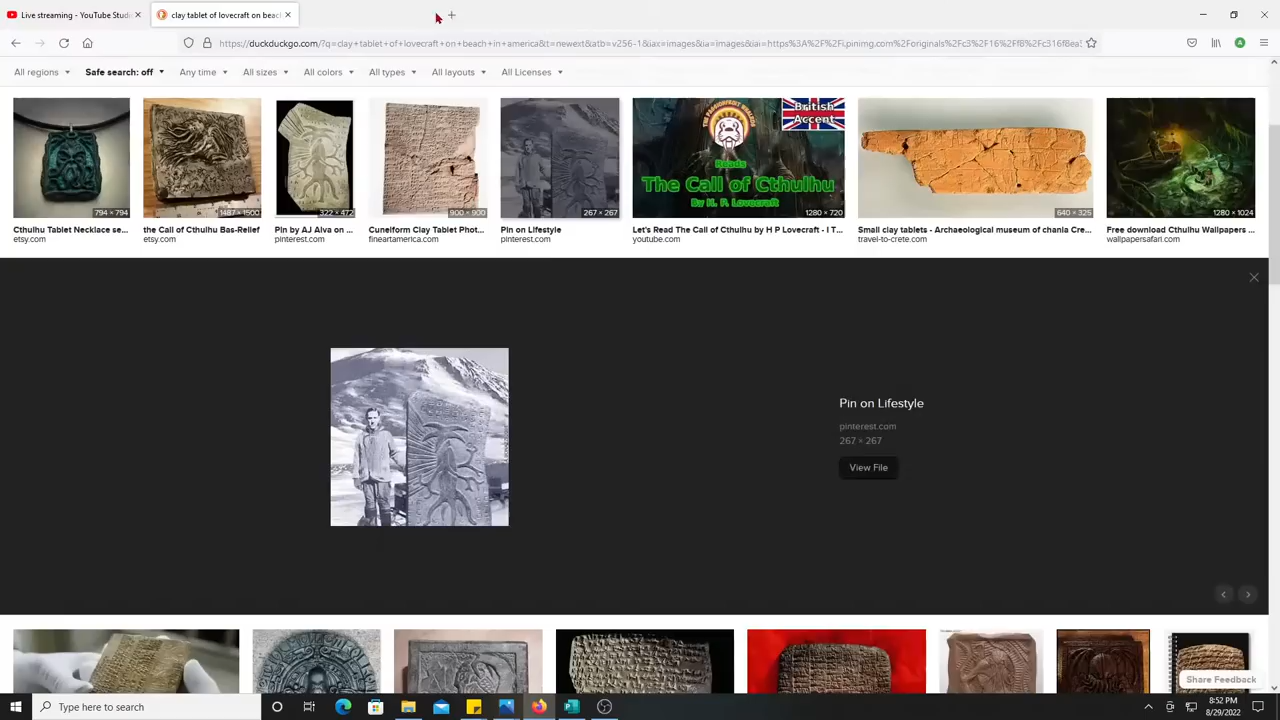 Live streaming - YouTube Studi
clay tablet of lovecraft on beac
https://duckduckgo.com/?q=clay+tablet+of+lovecraft+on+beach+in+america&t=newext&atb=v256-1&iax=images&ia=images&iai=https%3A%2F%2Fi.pinimg.com%2Foriginals%2Fc3%2F16%2Ff8%2Fc316f8ea5
All regions
Safe search: off
Any time
All sizes
All colors
All types
All layouts
All Licenses
794 × 794
1487 × 1500
322 × 472
900 × 900
267 × 267
British
Accent
Reads
The Call of Cthulhu
By H. P. Lovecraft
1280 × 720
640 × 325
1280 × 1024
Cthulhu Tablet Necklace se...
etsy.com
the Call of Cthulhu Bas-Relief
etsy.com
Pin by AJ Alva on ...
pinterest.com
Cuneiform Clay Tablet Phot...
fineartamerica.com
Pin on Lifestyle
pinterest.com
Let's Read The Call of Cthulhu by H P Lovecraft - I T...
youtube.com
Small clay tablets - Archaeological museum of chania Cre...
travel-to-crete.com
Free download Cthulhu Wallpapers ...
wallpapersafari.com
Pin on Lifestyle
pinterest.com
267 × 267
View File
Share Feedback
Type here to search
8:52 PM
8/29/2022